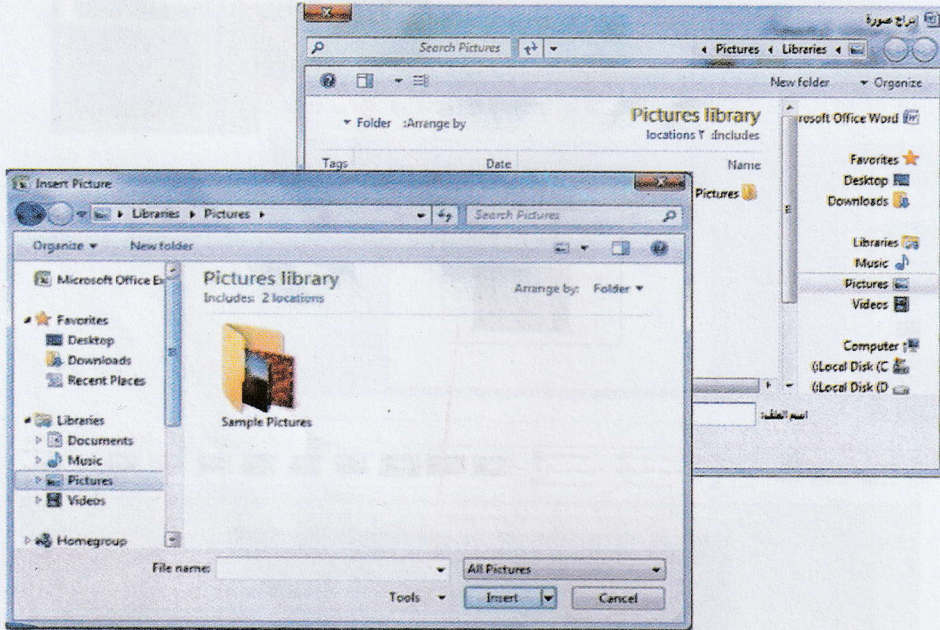 إدراج صورة
Search Pictures
Pictures
Libraries
New folder
Organize
Folder :Arrange by
Pictures library
locations ٢ :Includes
Tags
Date
Name
Pictures
rosoft Office Word
Favorites
Desktop
Downloads
Libraries
Music
Pictures
Videos
Computer
(:Local Disk (C
(:Local Disk (D
اسم الملف:
Insert Picture
Libraries Pictures
Search Pictures
Organize New folder
Microsoft Office Ex
Favorites
Desktop
Downloads
Recent Places
Libraries
Documents
Music
Pictures
Videos
Homegroup
Pictures library
Includes: 2 locations
Arrange by: Folder
Sample Pictures
File name:
All Pictures
Tools Insert Cancel